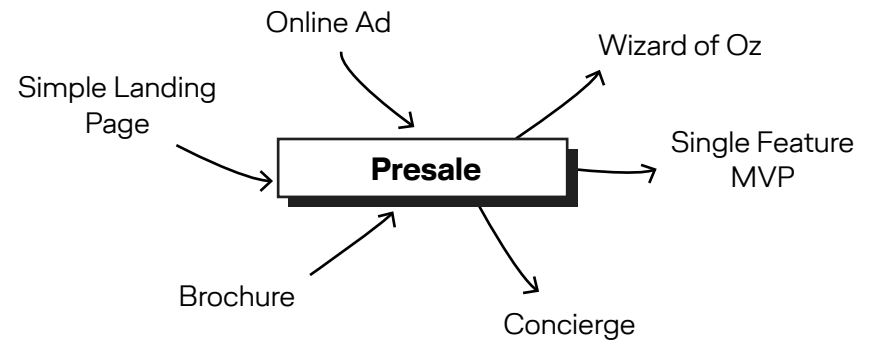 Online Ad
Wizard of Oz
Simple Landing
Page
Single Feature
MVP
Presale
Brochure
Concierge